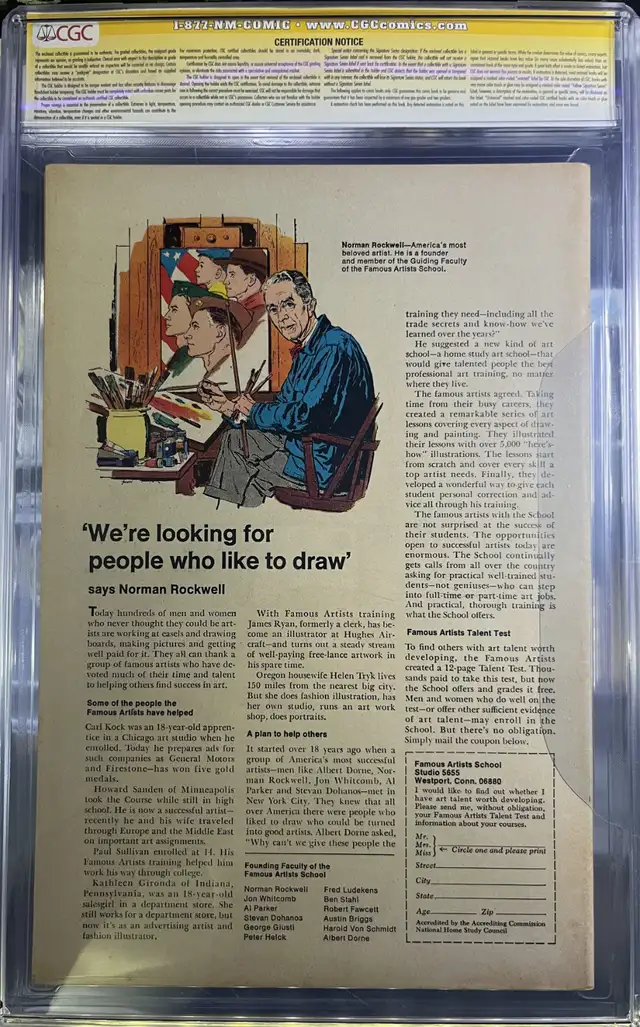 CGC
1-877-NM-COMIC • www.CGCcomics.com
CERTIFICATION NOTICE
Norman Rockwell—America's most
beloved artist. He is a founder
and member of the Guiding Faculty
of the Famous Artists School.
'We're looking for
people who like to draw'
says Norman Rockwell
Today hundreds of men and women
who never thought they could be art-
ists are working at easels and drawing
boards, making pictures and getting
well paid for it. They all can thank a
group of famous artists who have de-
voted much of their time and talent
to helping others find success in art.
Some of the people the
Famous Artists have helped
Carl Kock was an 18-year-old appren-
tice in a Chicago art studio when he
enrolled. Today he prepares ads for
such companies as General Motors
and Firestone—has won five gold
medals.
Howard Sanden of Minneapolis
took the Course while still in high
school. He is now a successful artist—
recently he and his wife traveled
through Europe and the Middle East
on important art assignments.
Paul Sullivan enrolled at 14. His
Famous Artists training helped him
work his way through college.
Kathleen Gironda of Indiana,
Pennsylvania, was an 18-year-old
salesgirl in a department store. She
still works for a department store, but
now it's as an advertising artist and
fashion illustrator.
With Famous Artists training
James Ryan, formerly a clerk, has be-
come an illustrator at Hughes Air-
craft—and turns out a steady stream
of well-paying free-lance artwork in
his spare time.
Oregon housewife Helen Tryk lives
150 miles from the nearest big city.
But she does fashion illustration, has
her own studio, runs an art work
shop, does portraits.
A plan to help others
It started over 18 years ago when a
group of America's most successful
artists—men like Albert Dorne, Nor-
man Rockwell, Jon Whitcomb, Al
Parker and Stevan Dohanos—met in
New York City. They knew that all
over America there were people who
liked to draw who could be turned
into good artists. Albert Dorne asked,
"Why can't we give these people the
Founding Faculty of the
Famous Artists School
Norman Rockwell
Jon Whitcomb
Al Parker
Stevan Dohanos
George Giusti
Peter Helck
Fred Ludekens
Ben Stahl
Robert Fawcett
Austin Briggs
Harold Von Schmidt
Albert Dorne
training they need—including all the
trade secrets and know-how we've
learned over the years?"
He suggested a new kind of art
school—a home study art school—that
would give talented people the best
professional art training, no matter
where they live.
The famous artists agreed. Taking
time from their busy careers, they
created a remarkable series of art
lessons covering every aspect of draw-
ing and painting. They illustrated
their lessons with over 5,000 "here's-
how" illustrations. The lessons start
from scratch and cover every skill a
top artist needs. Finally, they de-
veloped a wonderful way to give each
student personal correction and ad-
vice all through his training.
The famous artists with the School
are not surprised at the success of
their students. The opportunities
open to successful artists today are
enormous. The School continually
gets calls from all over the country
asking for practical well-trained stu-
dents—not geniuses—who can step
into full-time or part-time art jobs.
And practical, thorough training is
what the School offers.
Famous Artists Talent Test
To find others with art talent worth
developing, the Famous Artists
created a 12-page Talent Test. Thou-
sands paid to take this test, but now
the School offers and grades it free.
Men and women who do well on the
test—or offer other sufficient evidence
of art talent—may enroll in the
School. But there's no obligation.
Simply mail the coupon below.
Famous Artists School
Studio 5655
Westport, Conn. 06880
I would like to find out whether I
have art talent worth developing.
Please send me, without obligation,
your Famous Artists Talent Test and
information about your courses.
Mr.
Mrs.
Miss ← Circle one and please print
Street
City
State
Age Zip
Accredited by the Accrediting Commission
National Home Study Council